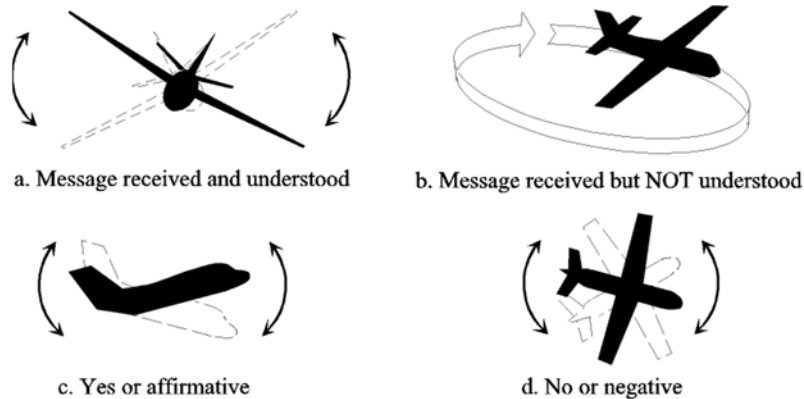 a. Message received and understood
b. Message received but NOT understood
c. Yes or affirmative
d. No or negative